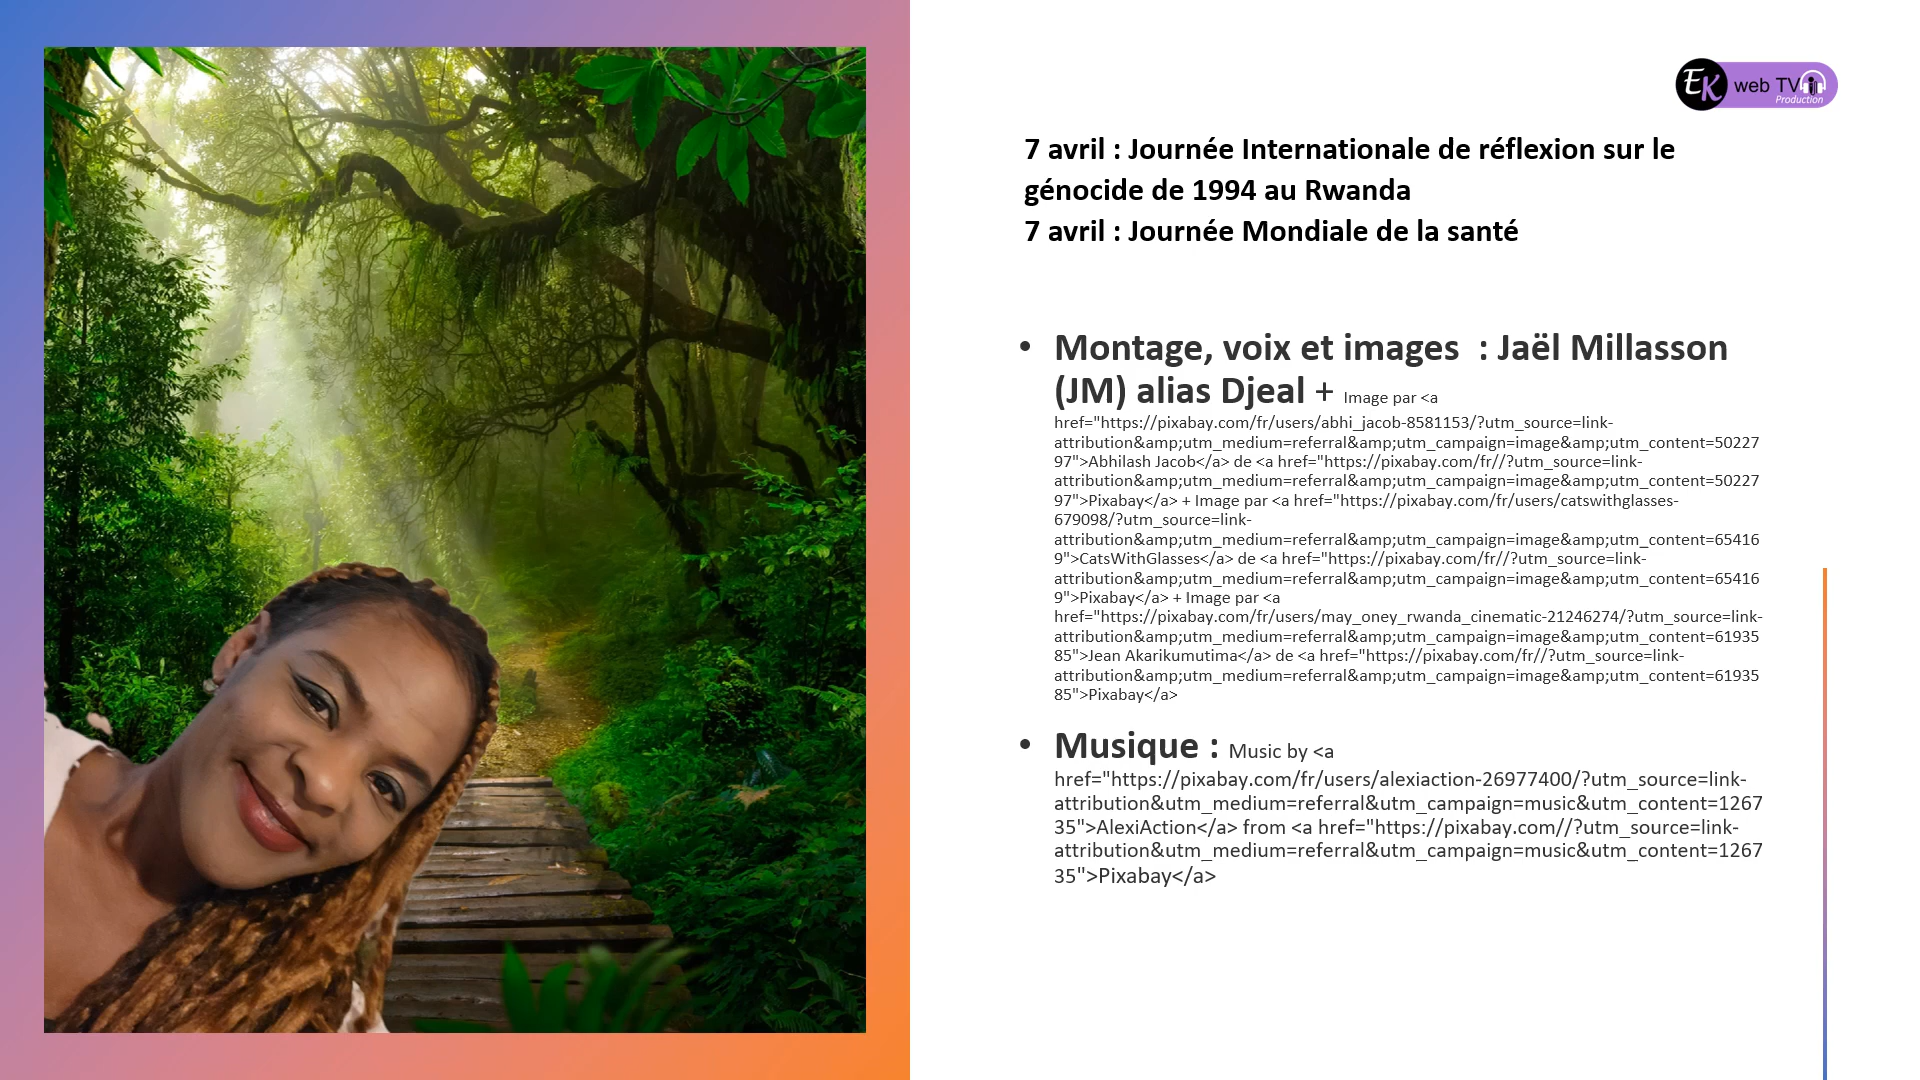 EK web TV
Production
7 avril : Journée Internationale de réflexion sur le
génocide de 1994 au Rwanda
7 avril : Journée Mondiale de la santé
• Montage, voix et images  : Jaël Millasson
(JM) alias Djeal + Image par <a
href="https://pixabay.com/fr/users/abhi_jacob-8581153/?utm_source=link-
attribution&amp;utm_medium=referral&amp;utm_campaign=image&amp;utm_content=50227
97">Abhilash Jacob</a> de <a href="https://pixabay.com/fr//?utm_source=link-
attribution&amp;utm_medium=referral&amp;utm_campaign=image&amp;utm_content=50227
97">Pixabay</a> + Image par <a href="https://pixabay.com/fr/users/catswithglasses-
679098/?utm_source=link-
attribution&amp;utm_medium=referral&amp;utm_campaign=image&amp;utm_content=65416
9">CatsWithGlasses</a> de <a href="https://pixabay.com/fr//?utm_source=link-
attribution&amp;utm_medium=referral&amp;utm_campaign=image&amp;utm_content=65416
9">Pixabay</a> + Image par <a
href="https://pixabay.com/fr/users/may_oney_rwanda_cinematic-21246274/?utm_source=link-
attribution&amp;utm_medium=referral&amp;utm_campaign=image&amp;utm_content=61935
85">Jean Akarikumutima</a> de <a href="https://pixabay.com/fr//?utm_source=link-
attribution&amp;utm_medium=referral&amp;utm_campaign=image&amp;utm_content=61935
85">Pixabay</a>
• Musique : Music by <a
href="https://pixabay.com/fr/users/alexiaction-26977400/?utm_source=link-
attribution&utm_medium=referral&utm_campaign=music&utm_content=1267
35">AlexiAction</a> from <a href="https://pixabay.com//?utm_source=link-
attribution&utm_medium=referral&utm_campaign=music&utm_content=1267
35">Pixabay</a>